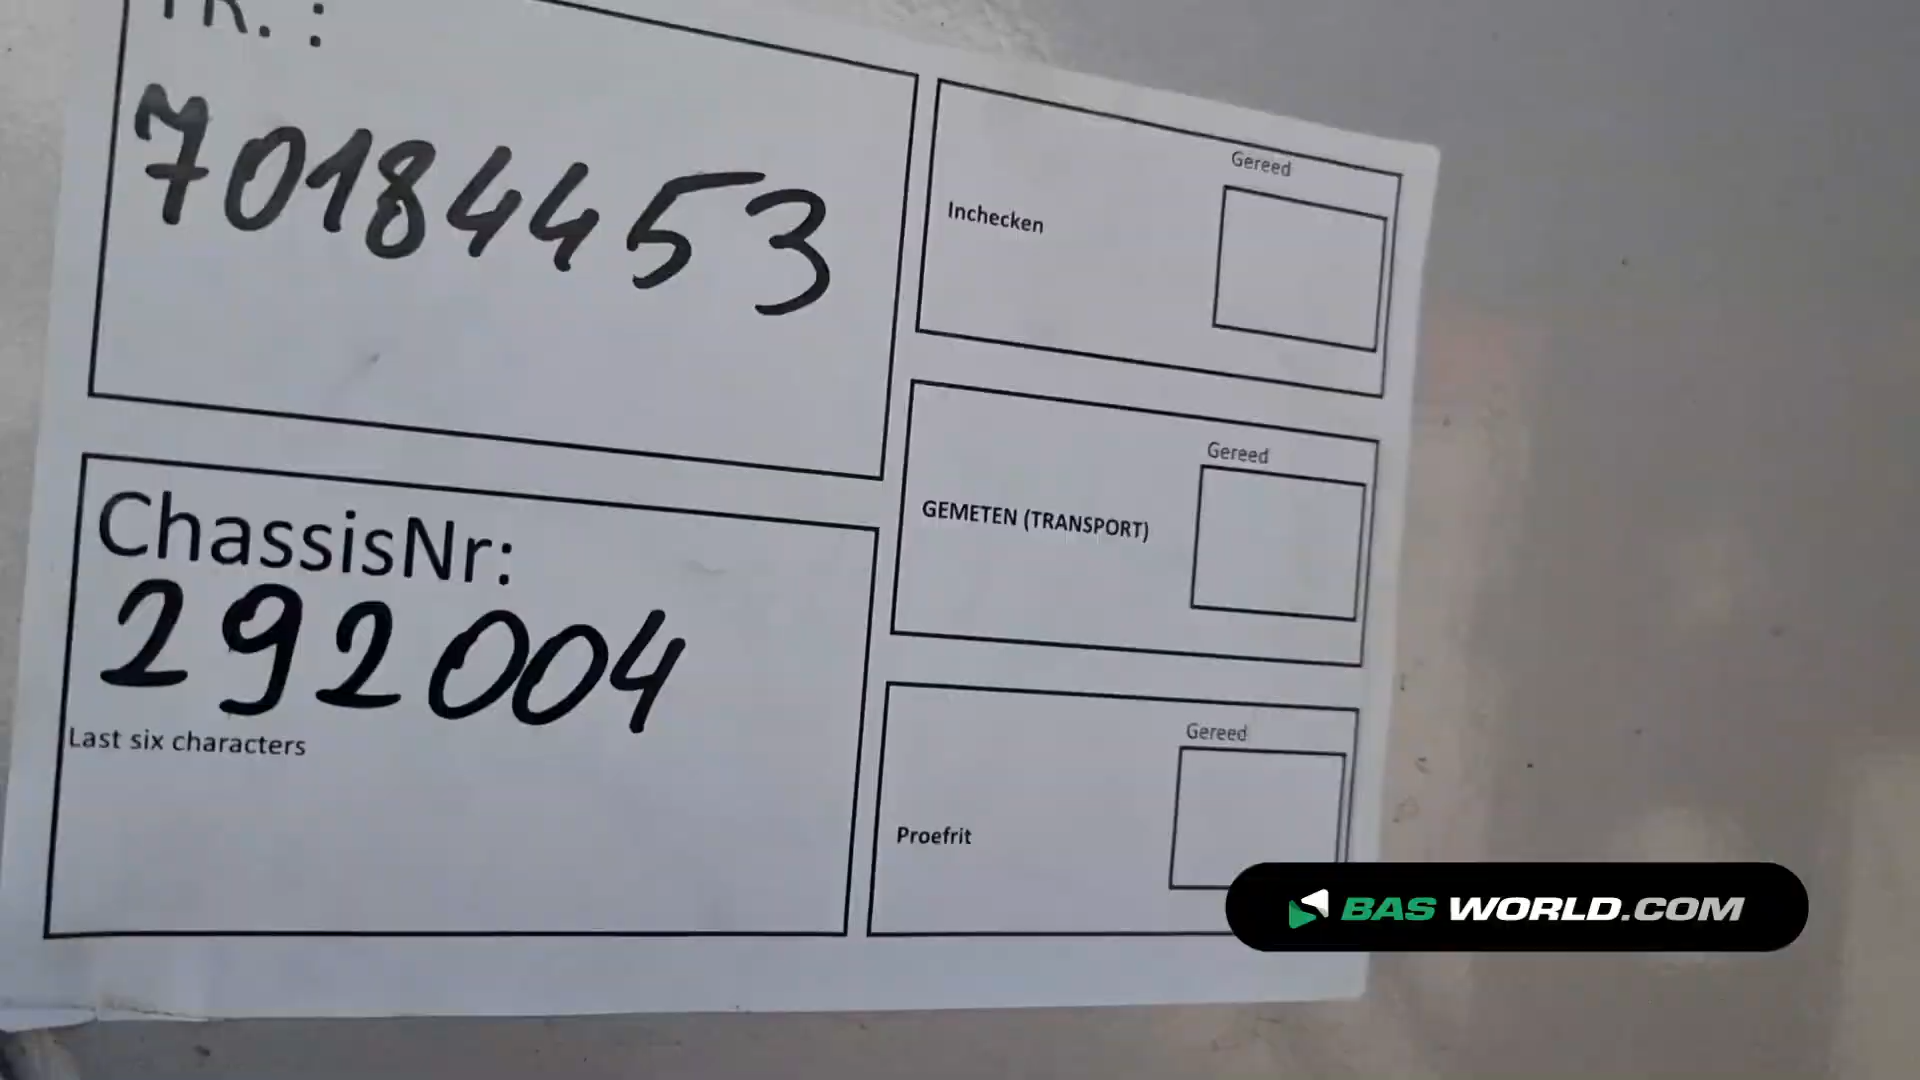 70184453
ChassisNr:
292004
Last six characters
Gereed
Inchecken
Gereed
GEMETEN (TRANSPORT)
Gereed
Proefrit
BAS WORLD.COM